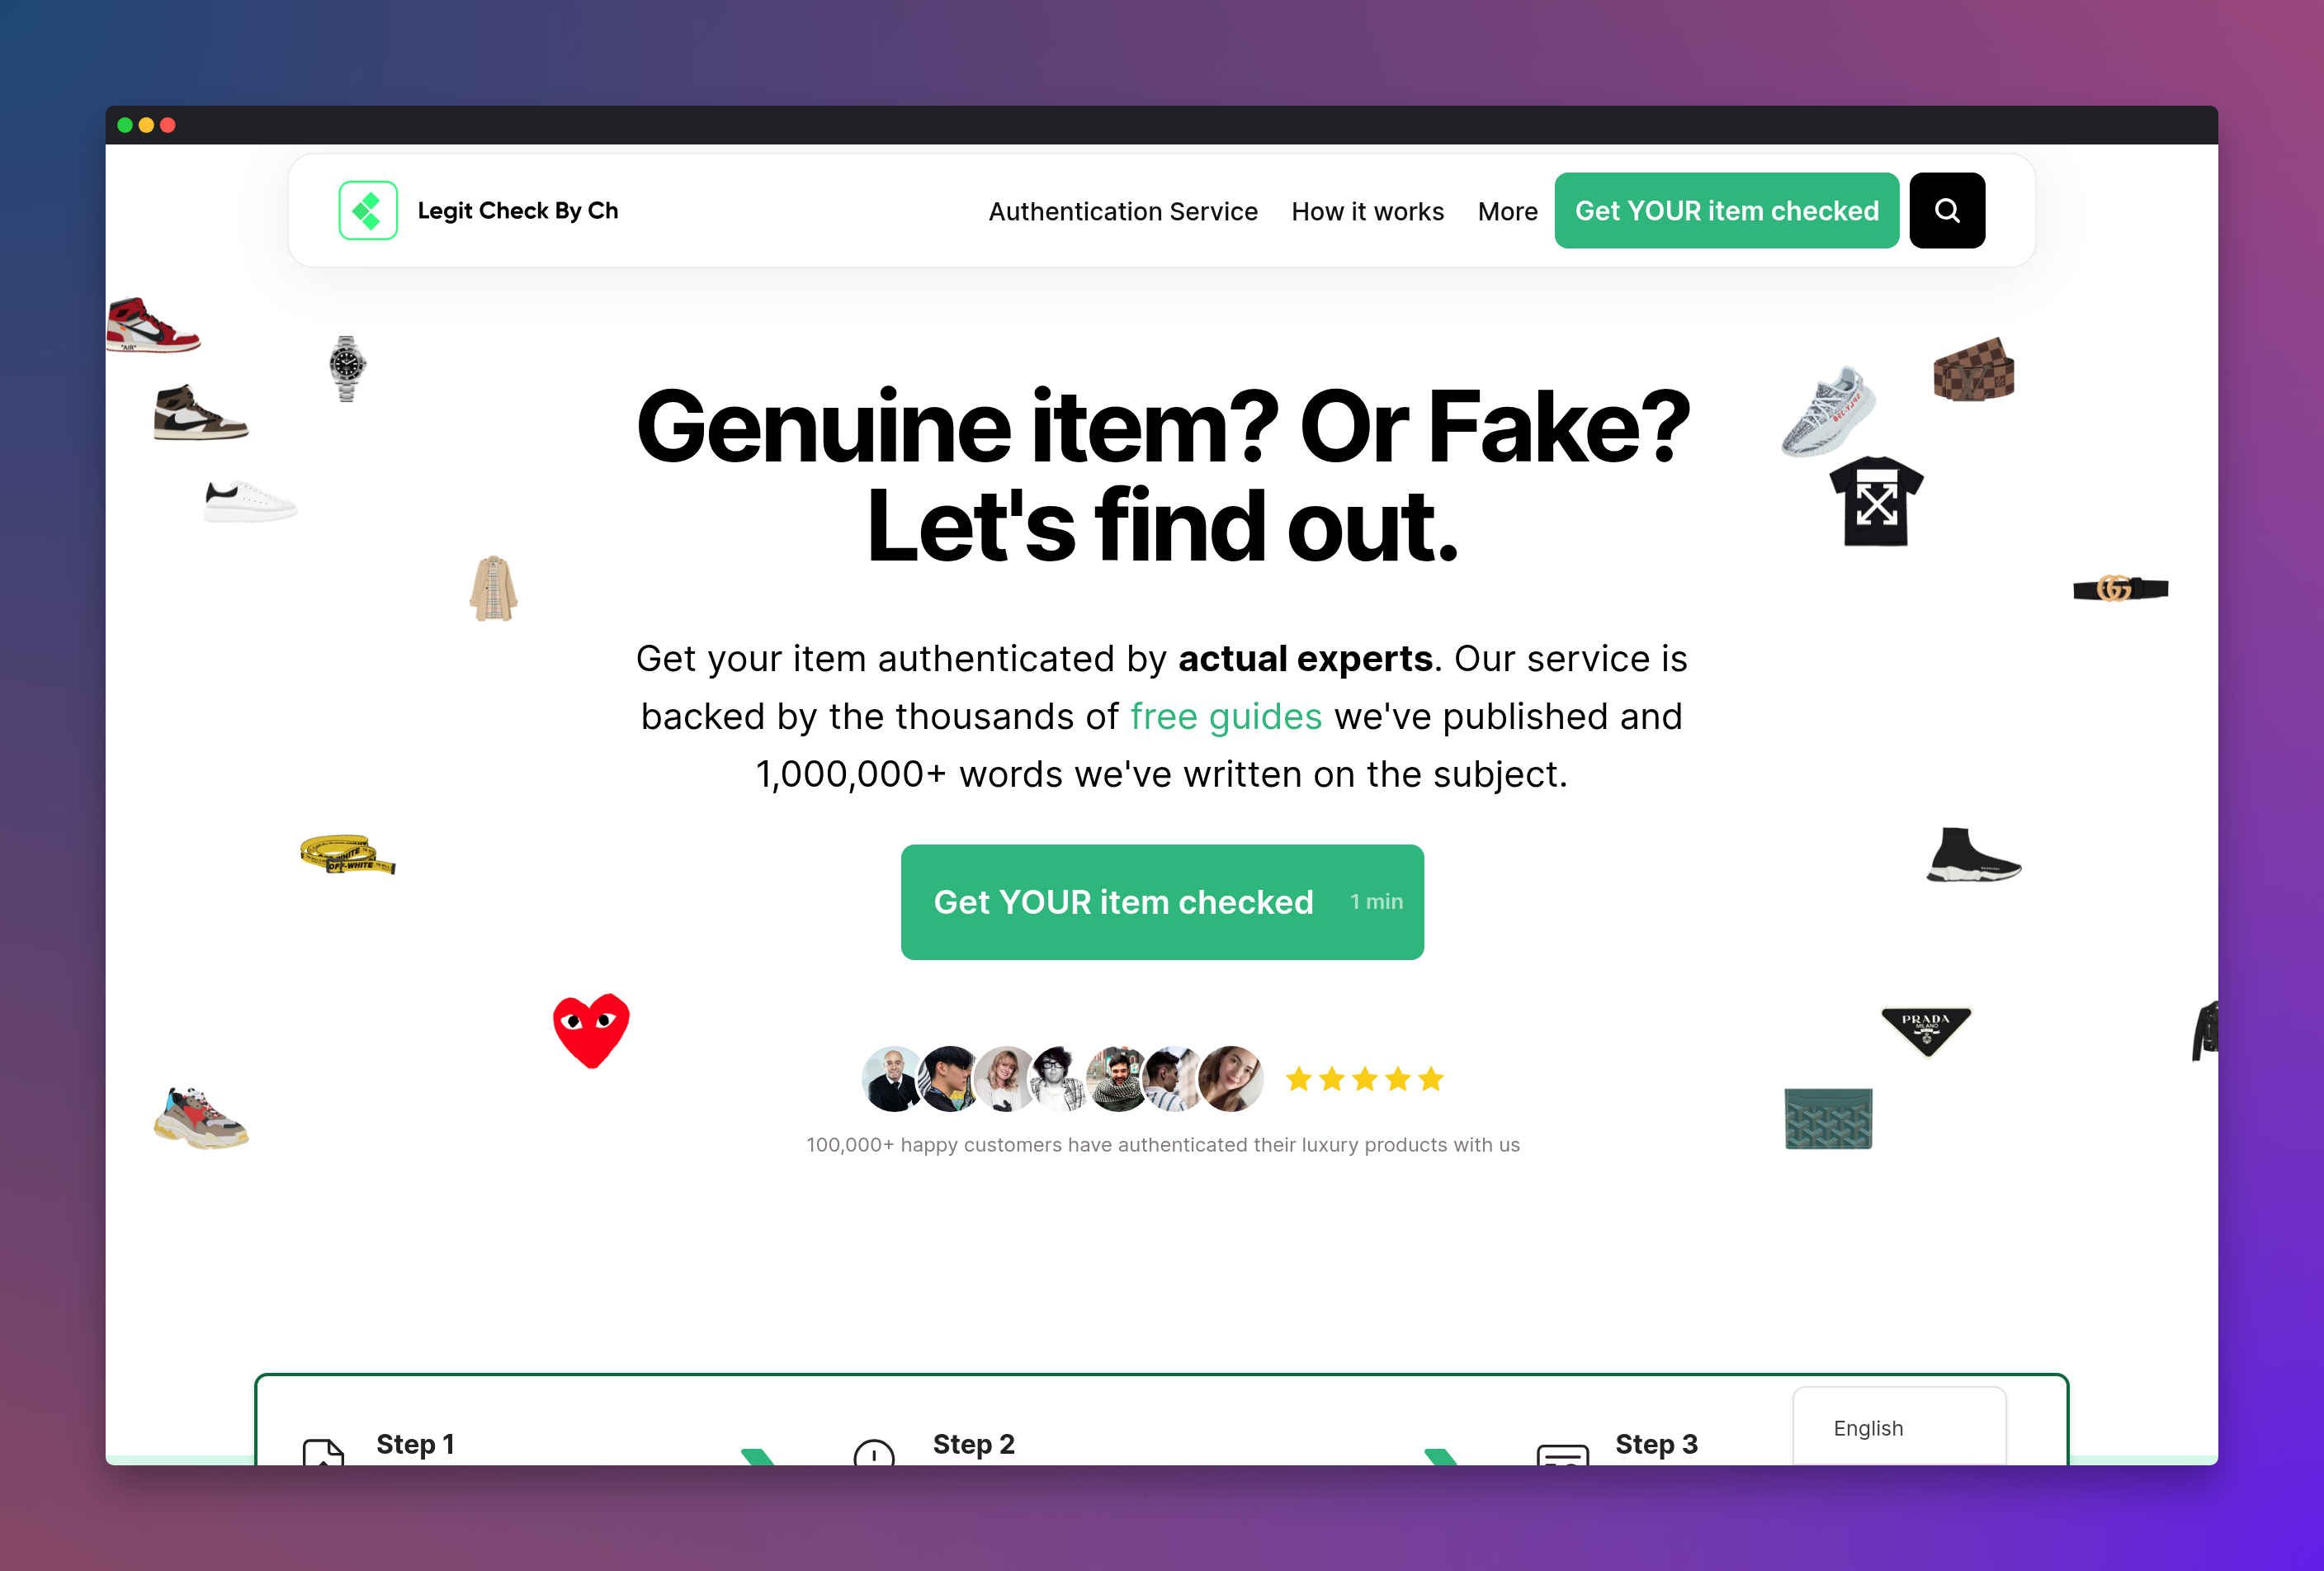 Legit Check By Ch
Authentication Service
How it works
More
Get YOUR item checked
"AIR"
Genuine item? Or Fake?
Let's find out.
Get your item authenticated by actual experts. Our service is
backed by the thousands of free guides we've published and
1,000,000+ words we've written on the subject.
OFF-WHITE
Get YOUR item checked
1 min
PRADA
MILANO
100,000+ happy customers have authenticated their luxury products with us
Step 1
Step 2
Step 3
English